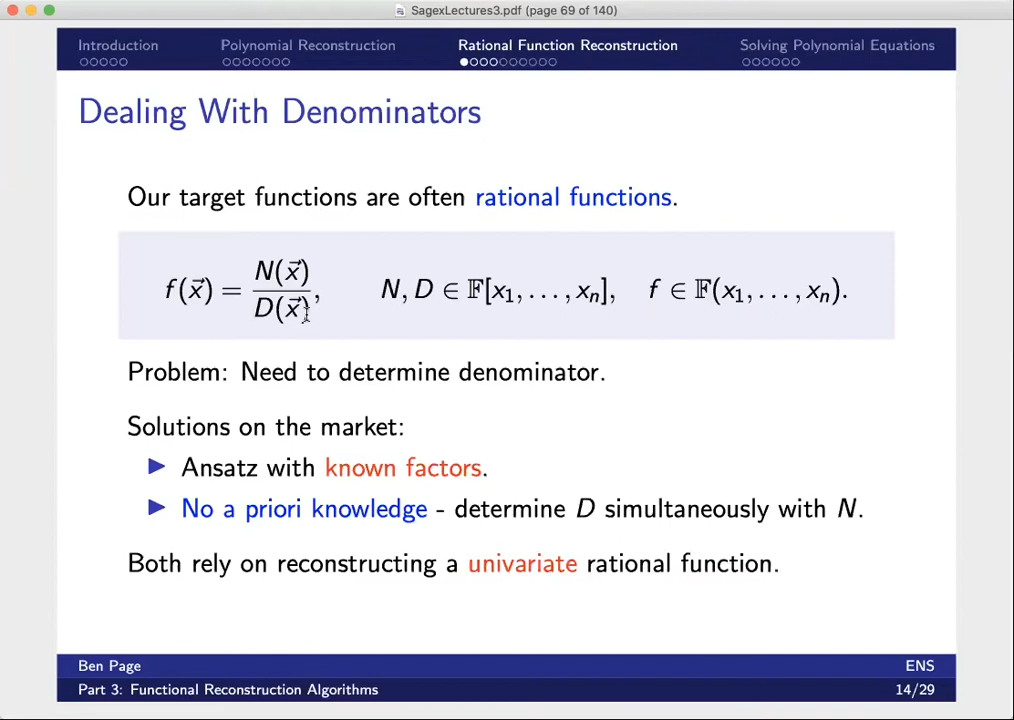 SagexLectures3.pdf (page 69 of 140)
Introduction Polynomial Reconstruction Rational Function Reconstruction Solving Polynomial Equations
Dealing With Denominators
Our target functions are often rational functions.
f(x⃗) = N(x⃗)/D(x⃗), N, D ∈ 𝔽[x₁, . . . , xₙ], f ∈ 𝔽(x₁, . . . , xₙ).
Problem: Need to determine denominator.
Solutions on the market:
▶ Ansatz with known factors.
▶ No a priori knowledge - determine D simultaneously with N.
Both rely on reconstructing a univariate rational function.
Ben Page ENS
Part 3: Functional Reconstruction Algorithms 14/29